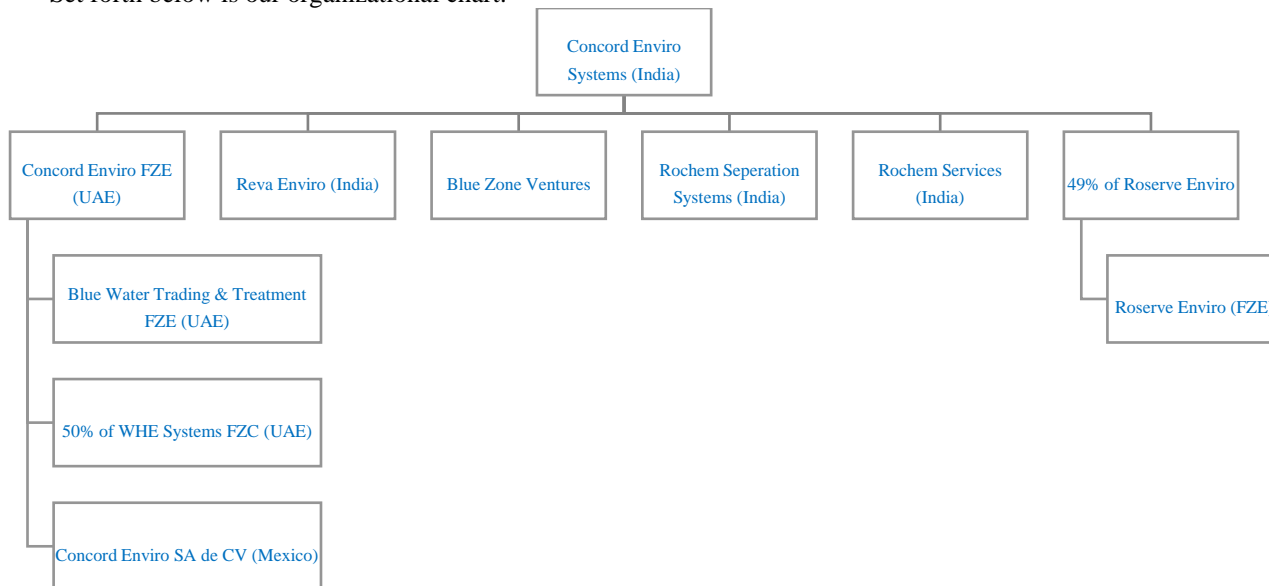 Set forth below is our organizational chart.
Concord Enviro
Systems (India)
Concord Enviro FZE
(UAE)
Reva Enviro (India)
Blue Zone Ventures
Rochem Seperation
Systems (India)
Rochem Services
(India)
49% of Roserve Enviro
Blue Water Trading & Treatment
FZE (UAE)
Roserve Enviro (FZE
50% of WHE Systems FZC (UAE)
Concord Enviro SA de CV (Mexico)